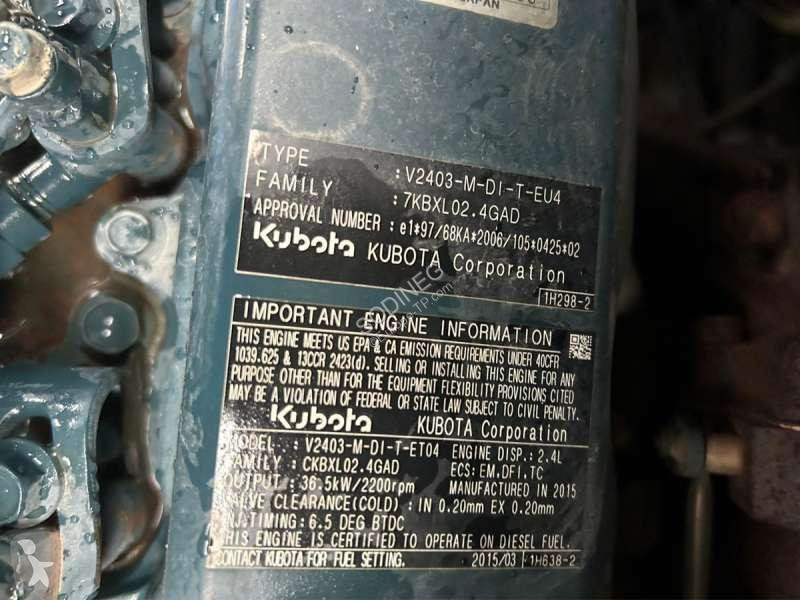 JAPAN
TYPE : V2403-M-DI-T-EU4
FAMILY : 7KBXL02.4GAD
APPROVAL NUMBER : e1*97/68KA*2006/105*0425*02
Kubota KUBOTA Corporation
1H298-2
IMPORTANT ENGINE INFORMATION
THIS ENGINE MEETS US EPA & CA EMISSION REQUIREMENTS UNDER 40CFR
1039.625 & 13CCR 2423(d). SELLING OR INSTALLING THIS ENGINE FOR ANY
PURPOSE OTHER THAN FOR THE EQUIPMENT FLEXIBILITY PROVISIONS CITED
MAY BE A VIOLATION OF FEDERAL OR STATE LAW SUBJECT TO CIVIL PENALTY.
Kubota KUBOTA Corporation
MODEL : V2403-M-DI-T-ET04 ENGINE DISP.: 2.4L
FAMILY : CKBXL02.4GAD ECS: EM,DFI,TC
OUTPUT : 36.5kW/2200rpm MANUFACTURED IN 2015
VALVE CLEARANCE(COLD) : IN 0.20mm EX 0.20mm
INJ.TIMING: 6.5 DEG BTDC
THIS ENGINE IS CERTIFIED TO OPERATE ON DIESEL FUEL.
CONTACT KUBOTA FOR FUEL SETTING. 2015/03 1H638-2